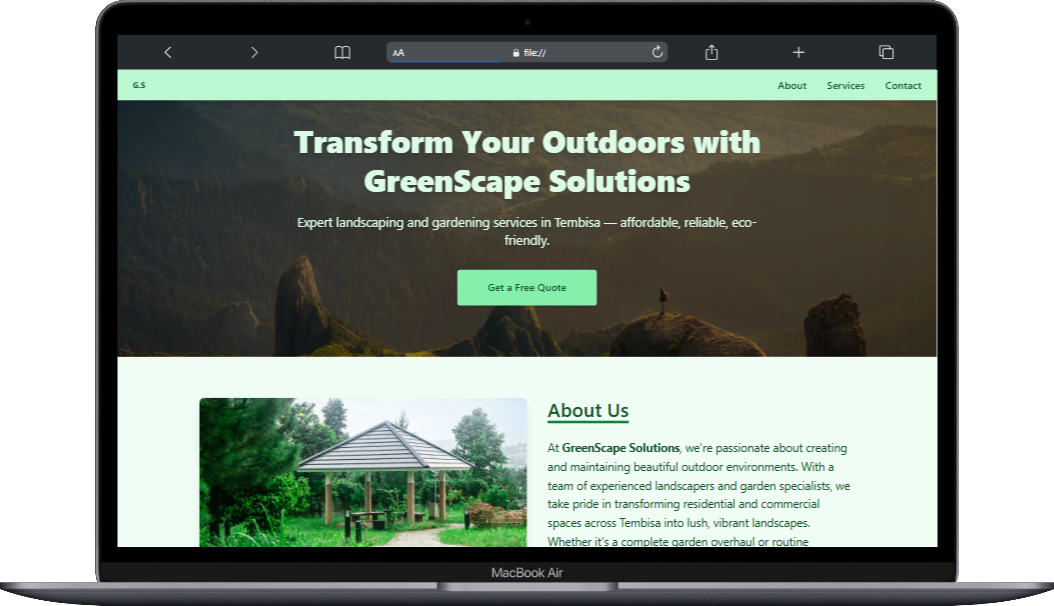 AA
file://
G.S
About
Services
Contact
Transform Your Outdoors with
GreenScape Solutions
Expert landscaping and gardening services in Tembisa — affordable, reliable, eco-
friendly.
Get a Free Quote
About Us
At GreenScape Solutions, we're passionate about creating
and maintaining beautiful outdoor environments. With a
team of experienced landscapers and garden specialists, we
take pride in transforming residential and commercial
spaces across Tembisa into lush, vibrant landscapes.
Whether it's a complete garden overhaul or routine
MacBook Air